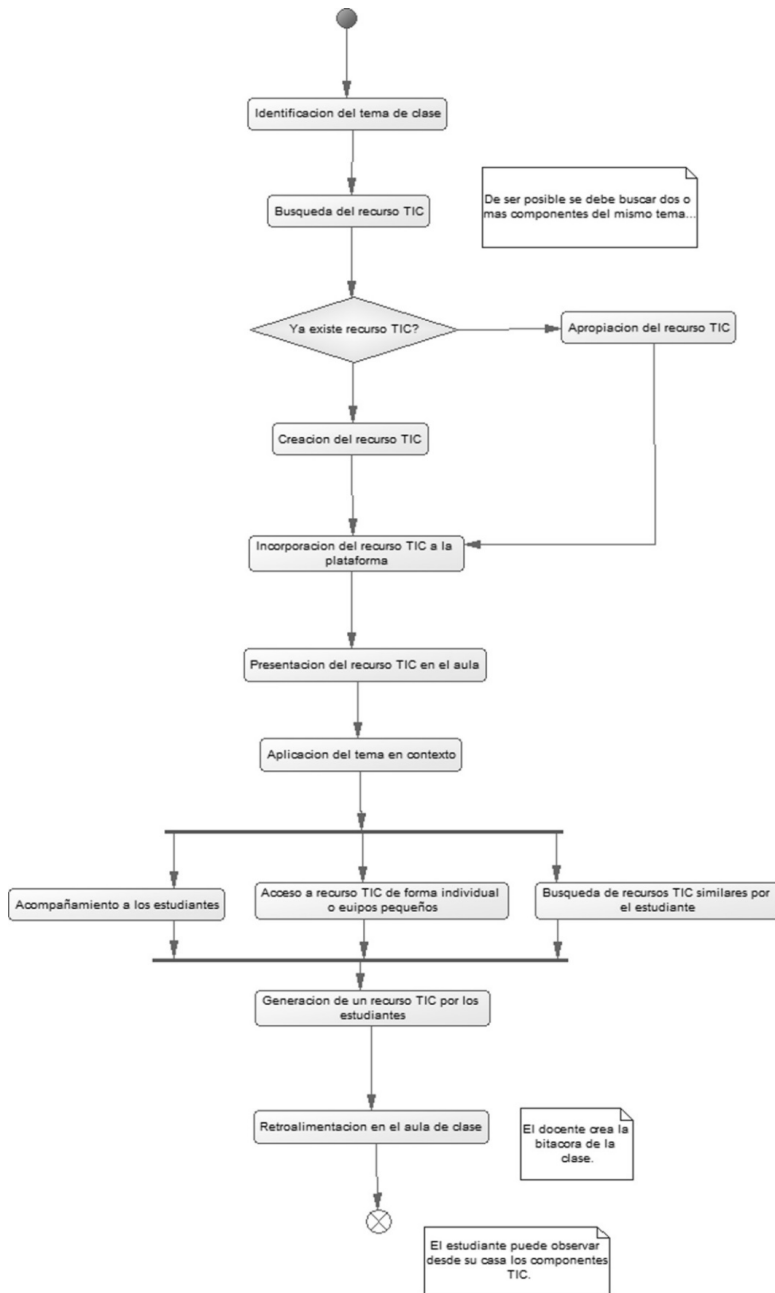 Identificacion del tema de clase
Busqueda del recurso TIC
De ser posible se debe buscar dos o
mas componentes del mismo tema...
Ya existe recurso TIC?
Apropiacion del recurso TIC
Creacion del recurso TIC
Incorporacion del recurso TIC a la
plataforma
Presentacion del recurso TIC en el aula
Aplicacion del tema en contexto
Acompañamiento a los estudiantes
Acceso a recurso TIC de forma individual
o euipos pequeños
Busqueda de recursos TIC similares por
el estudiante
Generacion de un recurso TIC por los
estudiantes
Retroalimentacion en el aula de clase
El docente crea la
bitacora de la
clase.
El estudiante puede observar
desde su casa los componentes
TIC.